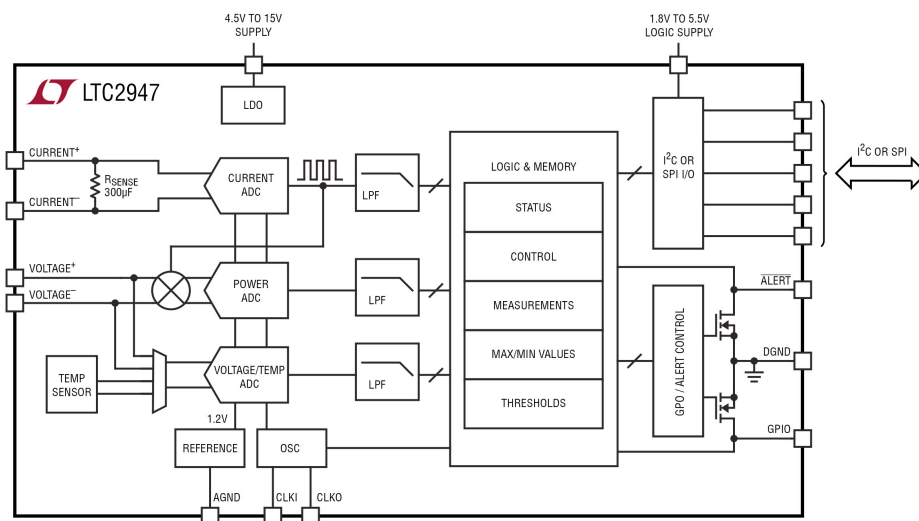 4.5V TO 15V
SUPPLY
1.8V TO 5.5V
LOGIC SUPPLY
LTC2947
LDO
CURRENT+
RSENSE
300µF
CURRENT–
CURRENT
ADC
LPF
LOGIC & MEMORY
STATUS
CONTROL
MEASUREMENTS
MAX/MIN VALUES
THRESHOLDS
I2C OR
SPI I/O
I2C OR SPI
VOLTAGE+
VOLTAGE–
POWER
ADC
LPF
ALERT
TEMP
SENSOR
VOLTAGE/TEMP
ADC
LPF
GPO / ALERT CONTROL
DGND
1.2V
REFERENCE
OSC
GPIO
AGND
CLKI
CLKO